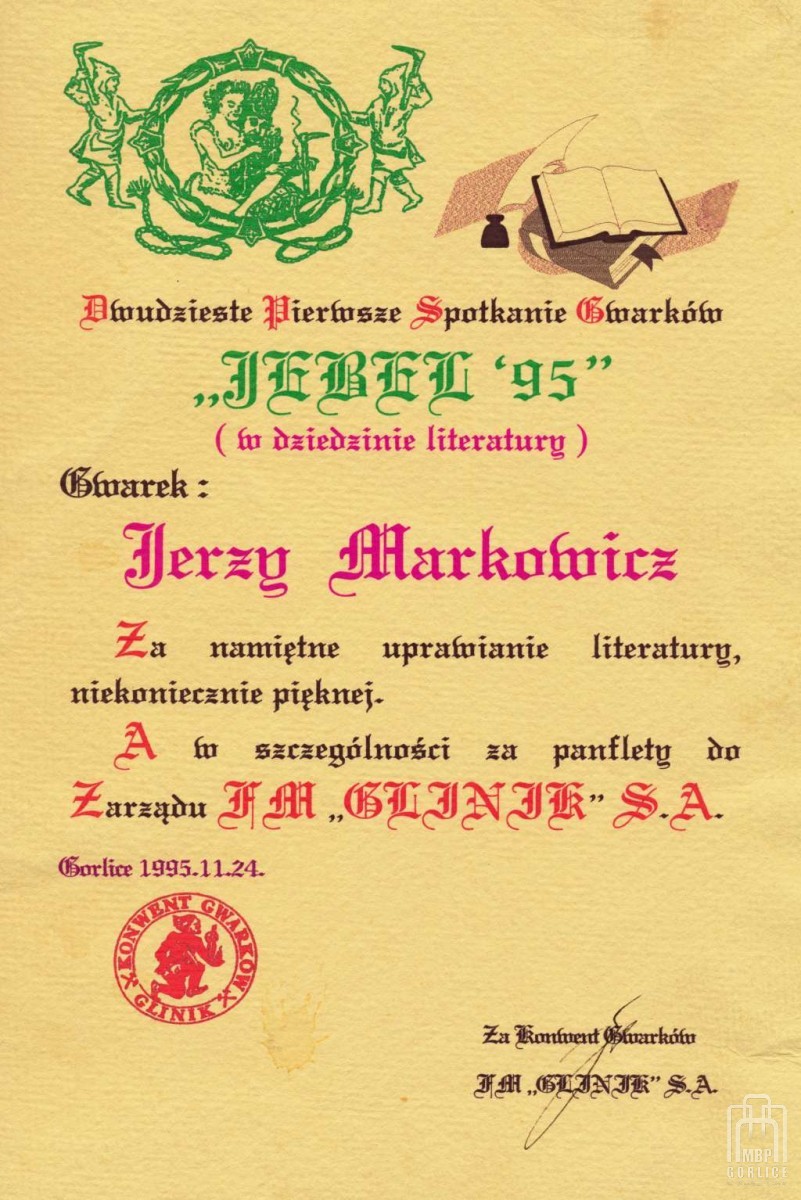 Dwudzieste Pierwsze Spotkanie Gwarków
„JEBEL ‘95”
( w dziedzinie literatury )
Gwarek :
Jerzy Markowicz
Za namiętne uprawianie literatury,
niekoniecznie pięknej.
A w szczególności za panflety do
Zarządu FM „GLINIK” S.A.
Gorlice 1995.11.24.
KONWENT GWARKÓW
GLINIK
Za Konwent Gwarków
FM „GLINIK” S.A.
MBP
GORLICE